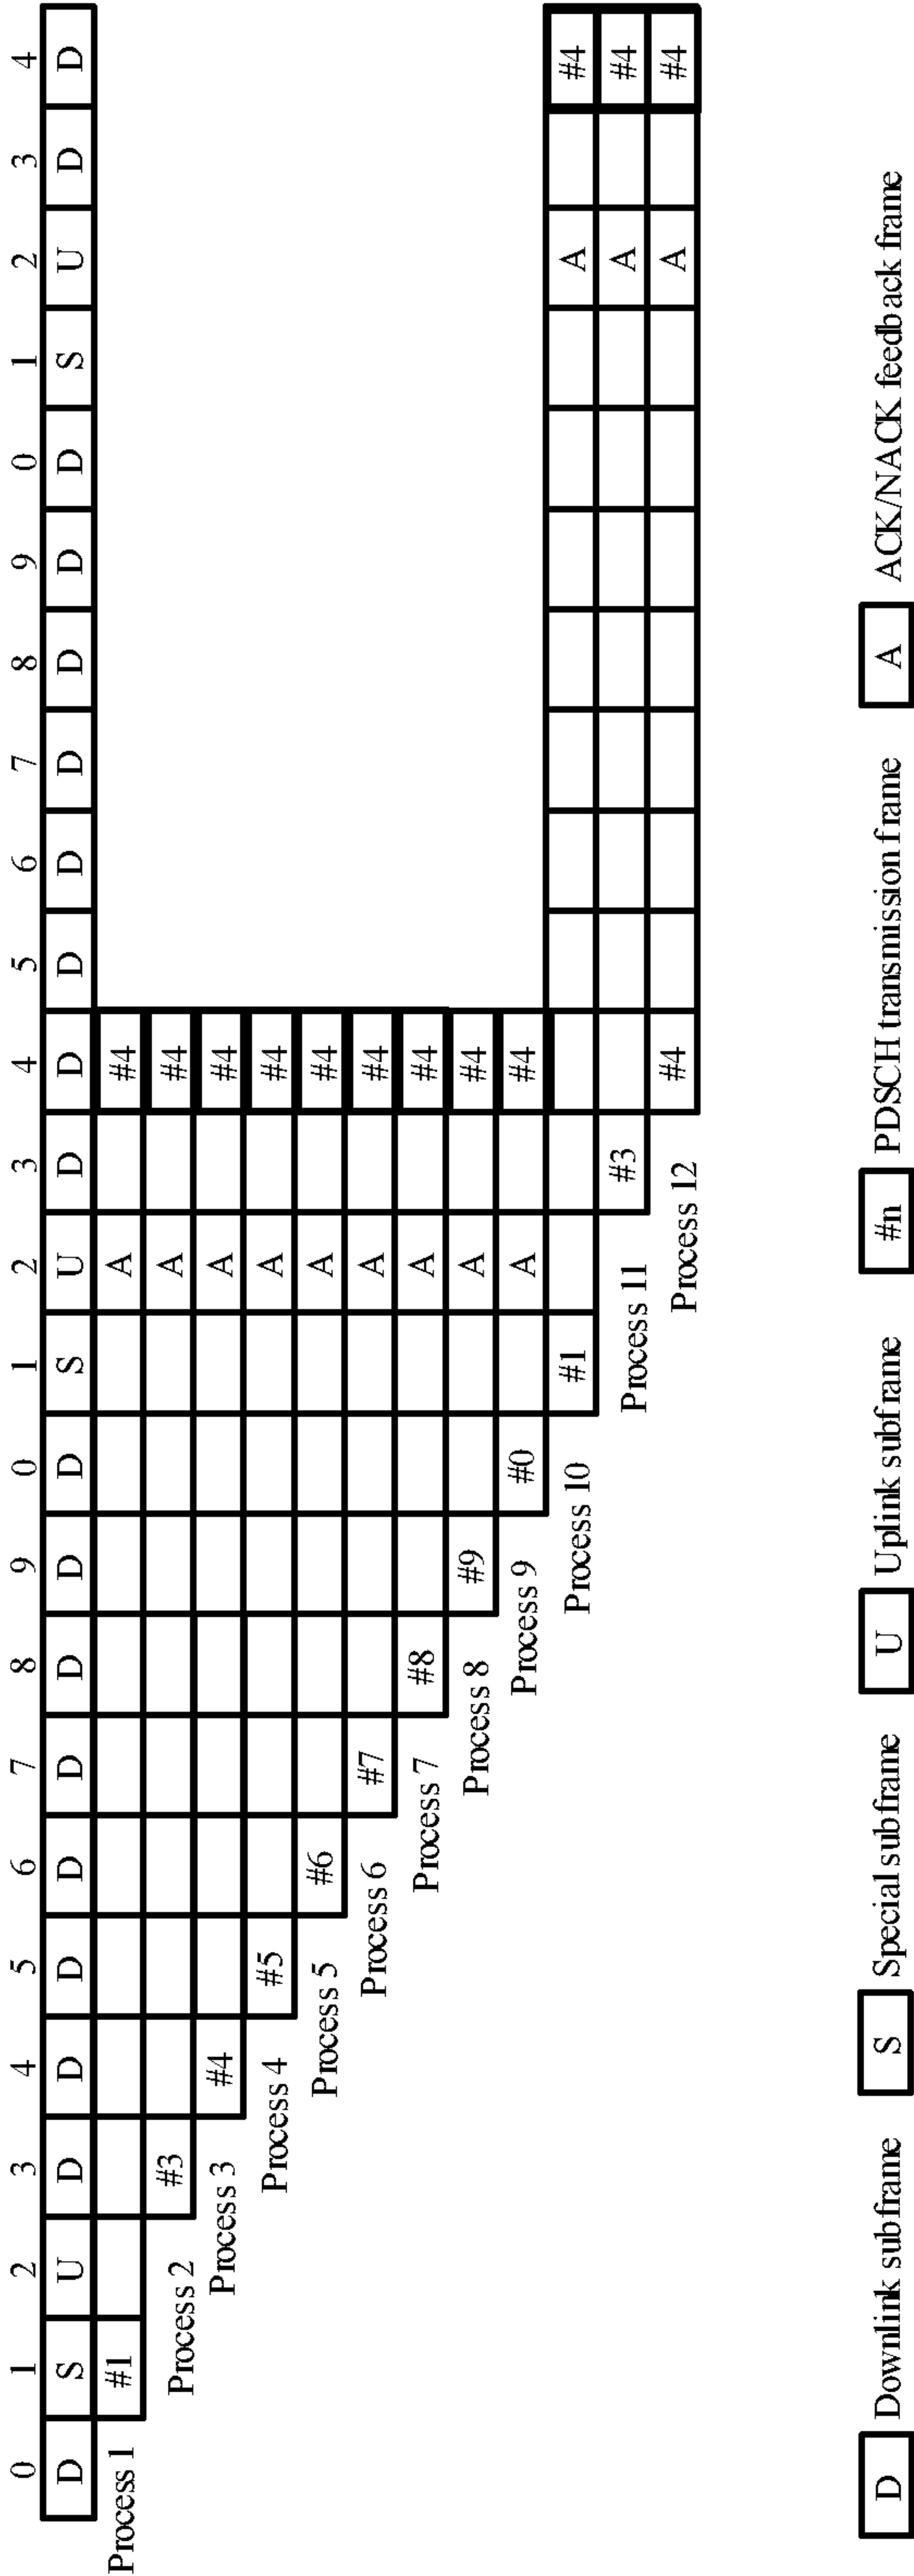 0 1 2 3 4 5 6 7 8 9 0 1 2 3 4 5 6 7 8 9 0 1 2 3 4
D S U D D D D D D D D S U D D D D D D D D S U D D
Process 1 #1 A #4
Process 2 #3 A #4
Process 3 #4 A #4
Process 4 #5 A #4
Process 5 #6 A #4
Process 6 #7 A #4
Process 7 #8 A #4
Process 8 #9 A #4
Process 9 #0 A #4
Process 10 #1 A #4
Process 11 #3 A #4
Process 12 #4 A #4
D Downlink subframe S Special subframe U Uplink subframe #n PDSCH transmission frame A ACK/NACK feedback frame